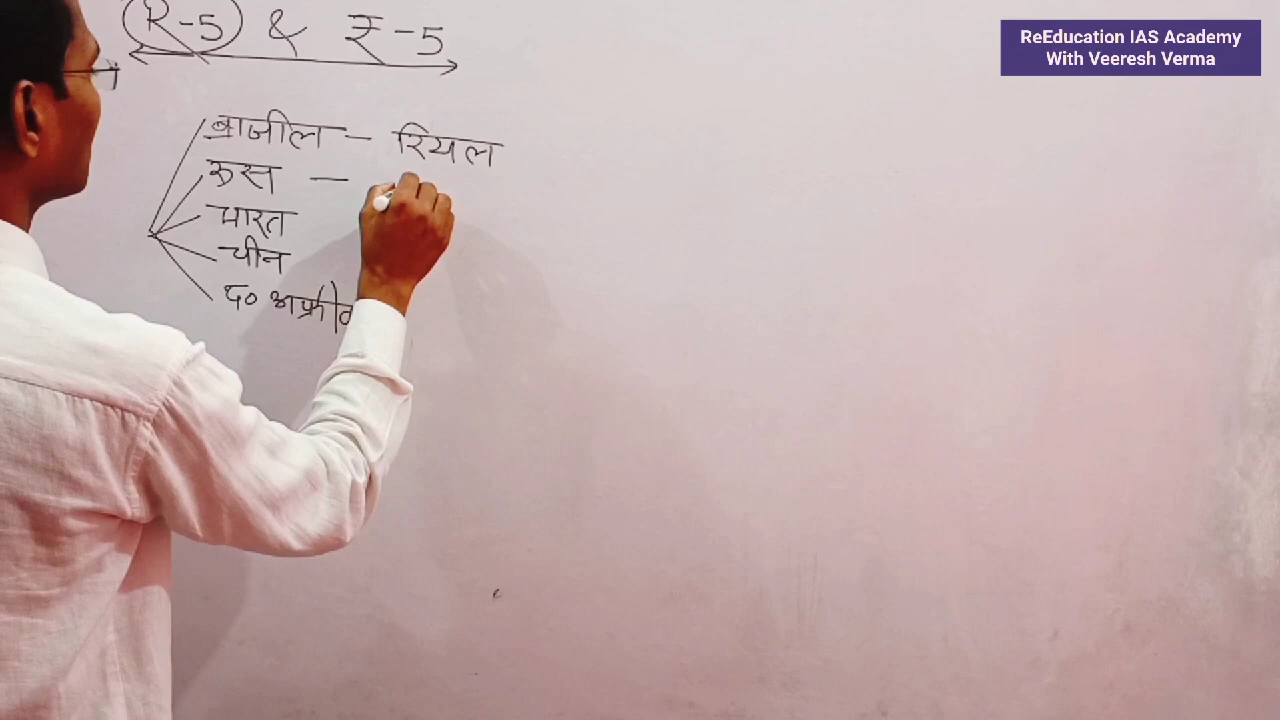 R-5 & ₹-5
ब्राजील - रियल
रूस -
भारत
चीन
द० अफ्रीका
ReEducation IAS Academy
With Veeresh Verma